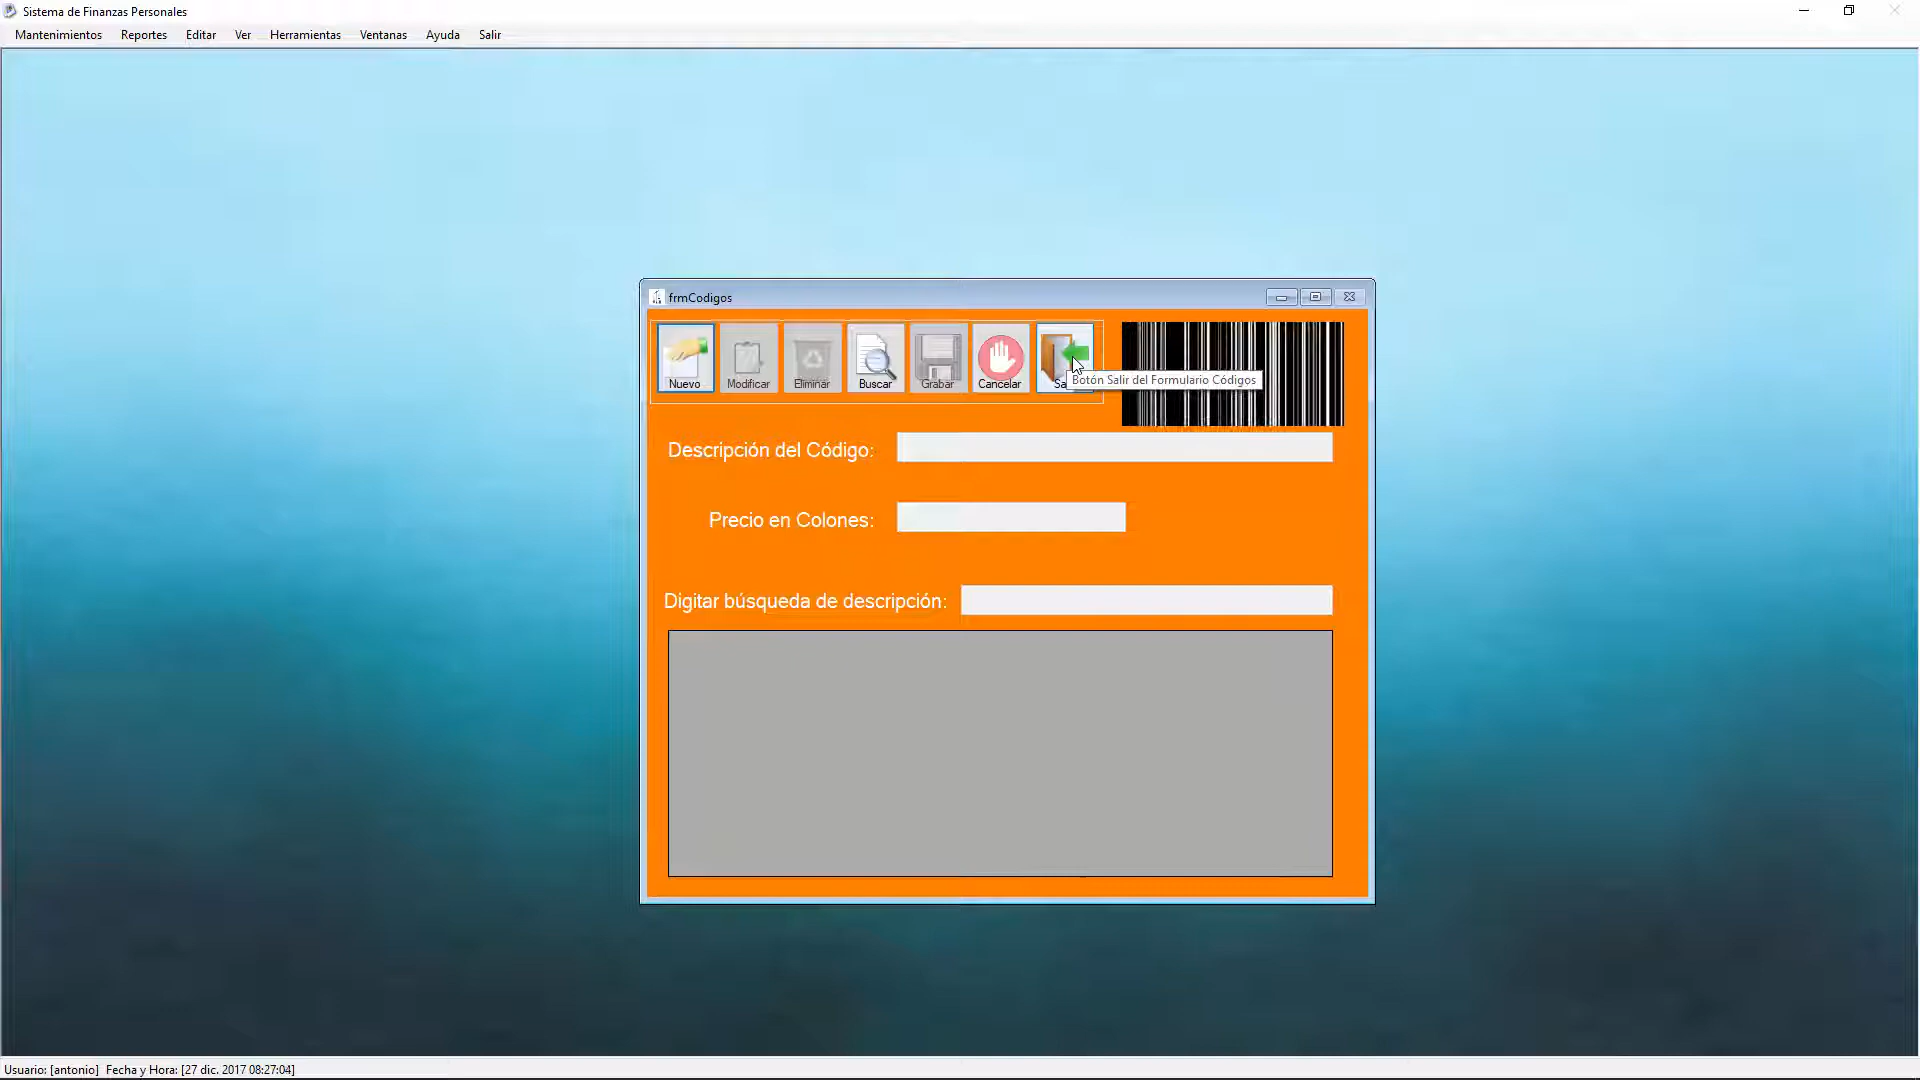 Sistema de Finanzas Personales
Mantenimientos Reportes Editar Ver Herramientas Ventanas Ayuda Salir
frmCodigos
Nuevo Modificar Eliminar Buscar Grabar Cancelar Sa
Botón Salir del Formulario Códigos
Descripción del Código:
Precio en Colones:
Digitar búsqueda de descripción:
Usuario: [antonio] Fecha y Hora: [27 dic. 2017 08:27:04]